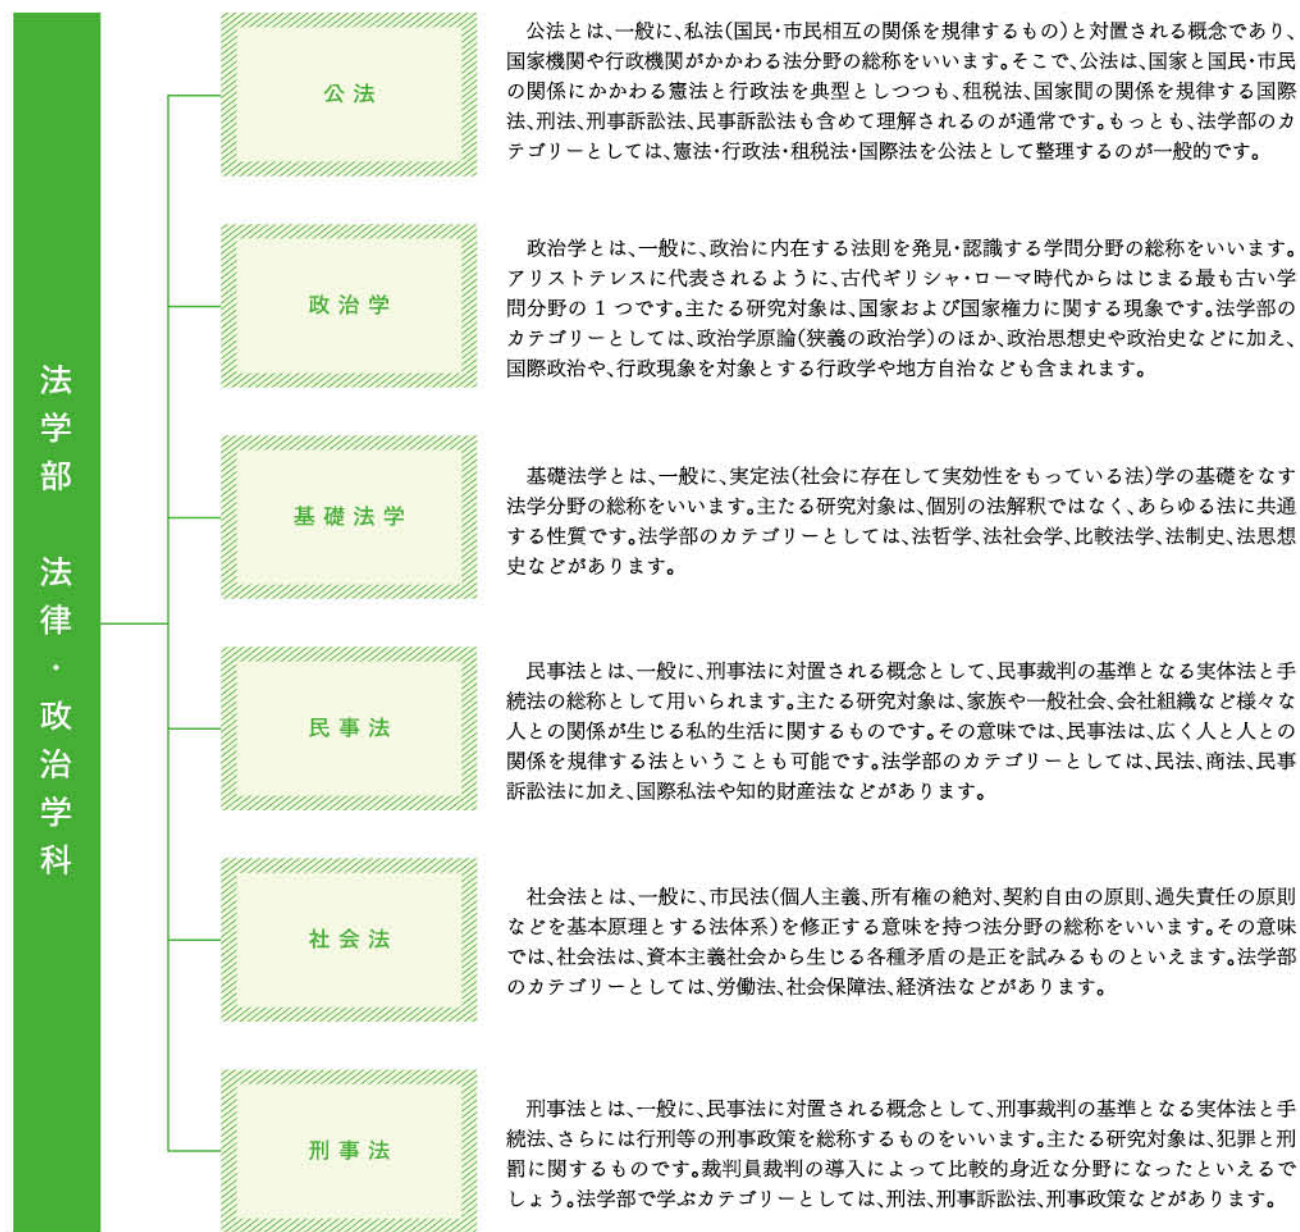 法学部 法律・政治学科
公法
公法とは、一般に、私法(国民・市民相互の関係を規律するもの)と対置される概念であり、
国家機関や行政機関がかかわる法分野の総称をいいます。そこで、公法は、国家と国民・市民
の関係にかかわる憲法と行政法を典型としつつも、租税法、国家間の関係を規律する国際
法、刑法、刑事訴訟法、民事訴訟法も含めて理解されるのが通常です。もっとも、法学部のカ
テゴリーとしては、憲法・行政法・租税法・国際法を公法として整理するのが一般的です。
政治学
政治学とは、一般に、政治に内在する法則を発見・認識する学問分野の総称をいいます。
アリストテレスに代表されるように、古代ギリシャ・ローマ時代からはじまる最も古い学
問分野の 1 つです。主たる研究対象は、国家および国家権力に関する現象です。法学部の
カテゴリーとしては、政治学原論(狭義の政治学)のほか、政治思想史や政治史などに加え、
国際政治や、行政現象を対象とする行政学や地方自治なども含まれます。
基礎法学
基礎法学とは、一般に、実定法(社会に存在して実効性をもっている法)学の基礎をなす
法学分野の総称をいいます。主たる研究対象は、個別の法解釈ではなく、あらゆる法に共通
する性質です。法学部のカテゴリーとしては、法哲学、法社会学、比較法学、法制史、法思想
史などがあります。
民事法
民事法とは、一般に、刑事法に対置される概念として、民事裁判の基準となる実体法と手
続法の総称として用いられます。主たる研究対象は、家族や一般社会、会社組織など様々な
人との関係が生じる私的生活に関するものです。その意味では、民事法は、広く人と人との
関係を規律する法ということも可能です。法学部のカテゴリーとしては、民法、商法、民事
訴訟法に加え、国際私法や知的財産法などがあります。
社会法
社会法とは、一般に、市民法(個人主義、所有権の絶対、契約自由の原則、過失責任の原則
などを基本原理とする法体系)を修正する意味を持つ法分野の総称をいいます。その意味
では、社会法は、資本主義社会から生じる各種矛盾の是正を試みるものといえます。法学部
のカテゴリーとしては、労働法、社会保障法、経済法などがあります。
刑事法
刑事法とは、一般に、民事法に対置される概念として、刑事裁判の基準となる実体法と手
続法、さらには行刑等の刑事政策を総称するものをいいます。主たる研究対象は、犯罪と刑
罰に関するものです。裁判員裁判の導入によって比較的身近な分野になったといえるで
しょう。法学部で学ぶカテゴリーとしては、刑法、刑事訴訟法、刑事政策などがあります。